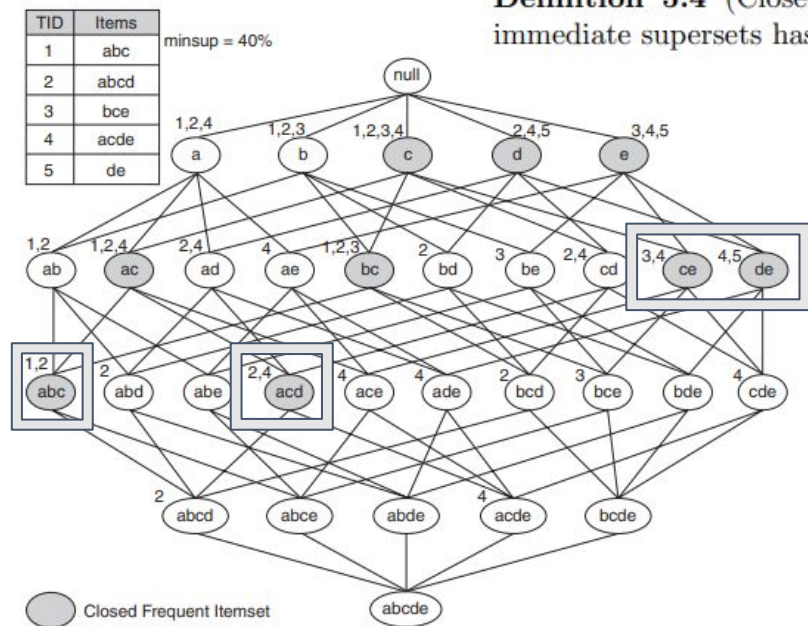 Definition 5.4 (Close
immediate supersets has
TID Items
1 abc
2 abcd
3 bce
4 acde
5 de
minsup = 40%
null
1,2,4 1,2,3 1,2,3,4 2,4,5 3,4,5
a b c d e
1,2 1,2,4 2,4 4 1,2,3 2 3 2,4 3,4 4,5
ab ac ad ae bc bd be cd ce de
1,2 2 2,4 4 4 2 3 4
abc abd abe acd ace ade bcd bce bde cde
2 4
abcd abce abde acde bcde
abcde
Closed Frequent Itemset